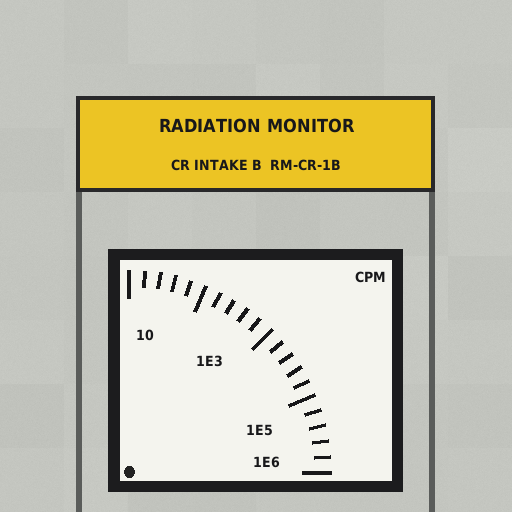 RADIATION MONITOR
CR INTAKE B RM-CR-1B
CPM
10
1E3
1E5
1E6